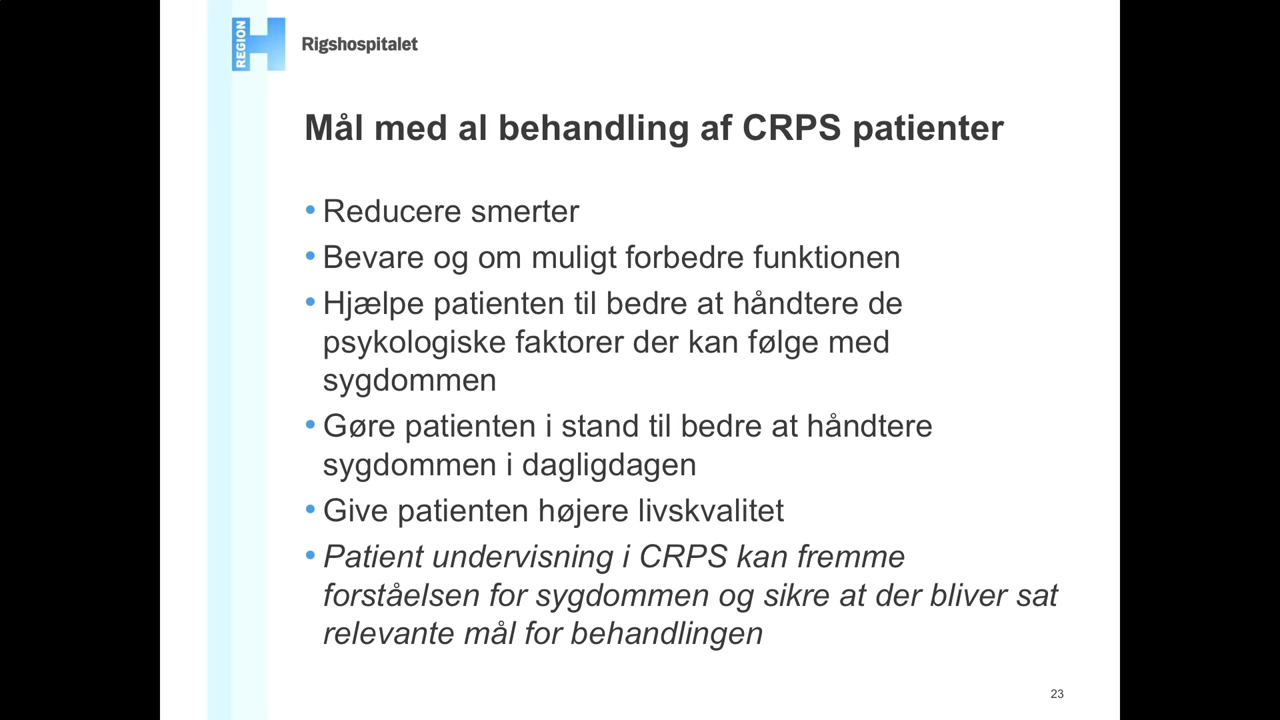 REGION
Rigshospitalet
Mål med al behandling af CRPS patienter
• Reducere smerter
• Bevare og om muligt forbedre funktionen
• Hjælpe patienten til bedre at håndtere de
psykologiske faktorer der kan følge med
sygdommen
• Gøre patienten i stand til bedre at håndtere
sygdommen i dagligdagen
• Give patienten højere livskvalitet
• Patient undervisning i CRPS kan fremme
forståelsen for sygdommen og sikre at der bliver sat
relevante mål for behandlingen
23